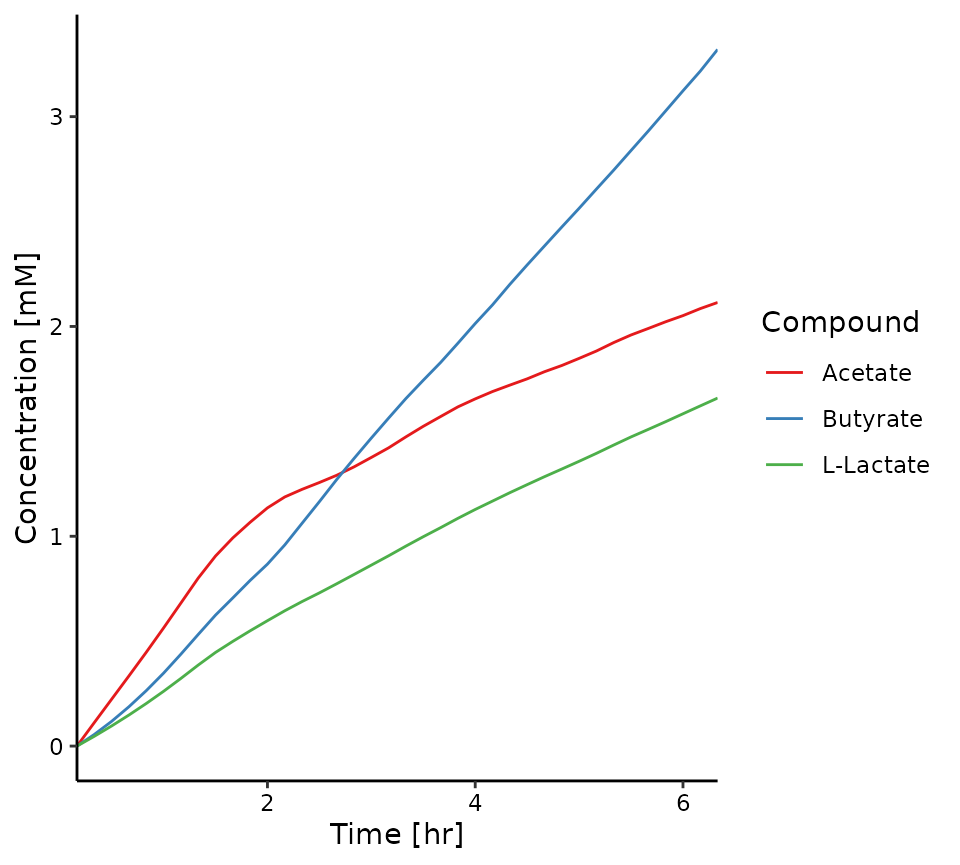 Concentration [mM]
3
2
1
0
2
4
6
Time [hr]
Compound
Acetate
Butyrate
L-Lactate